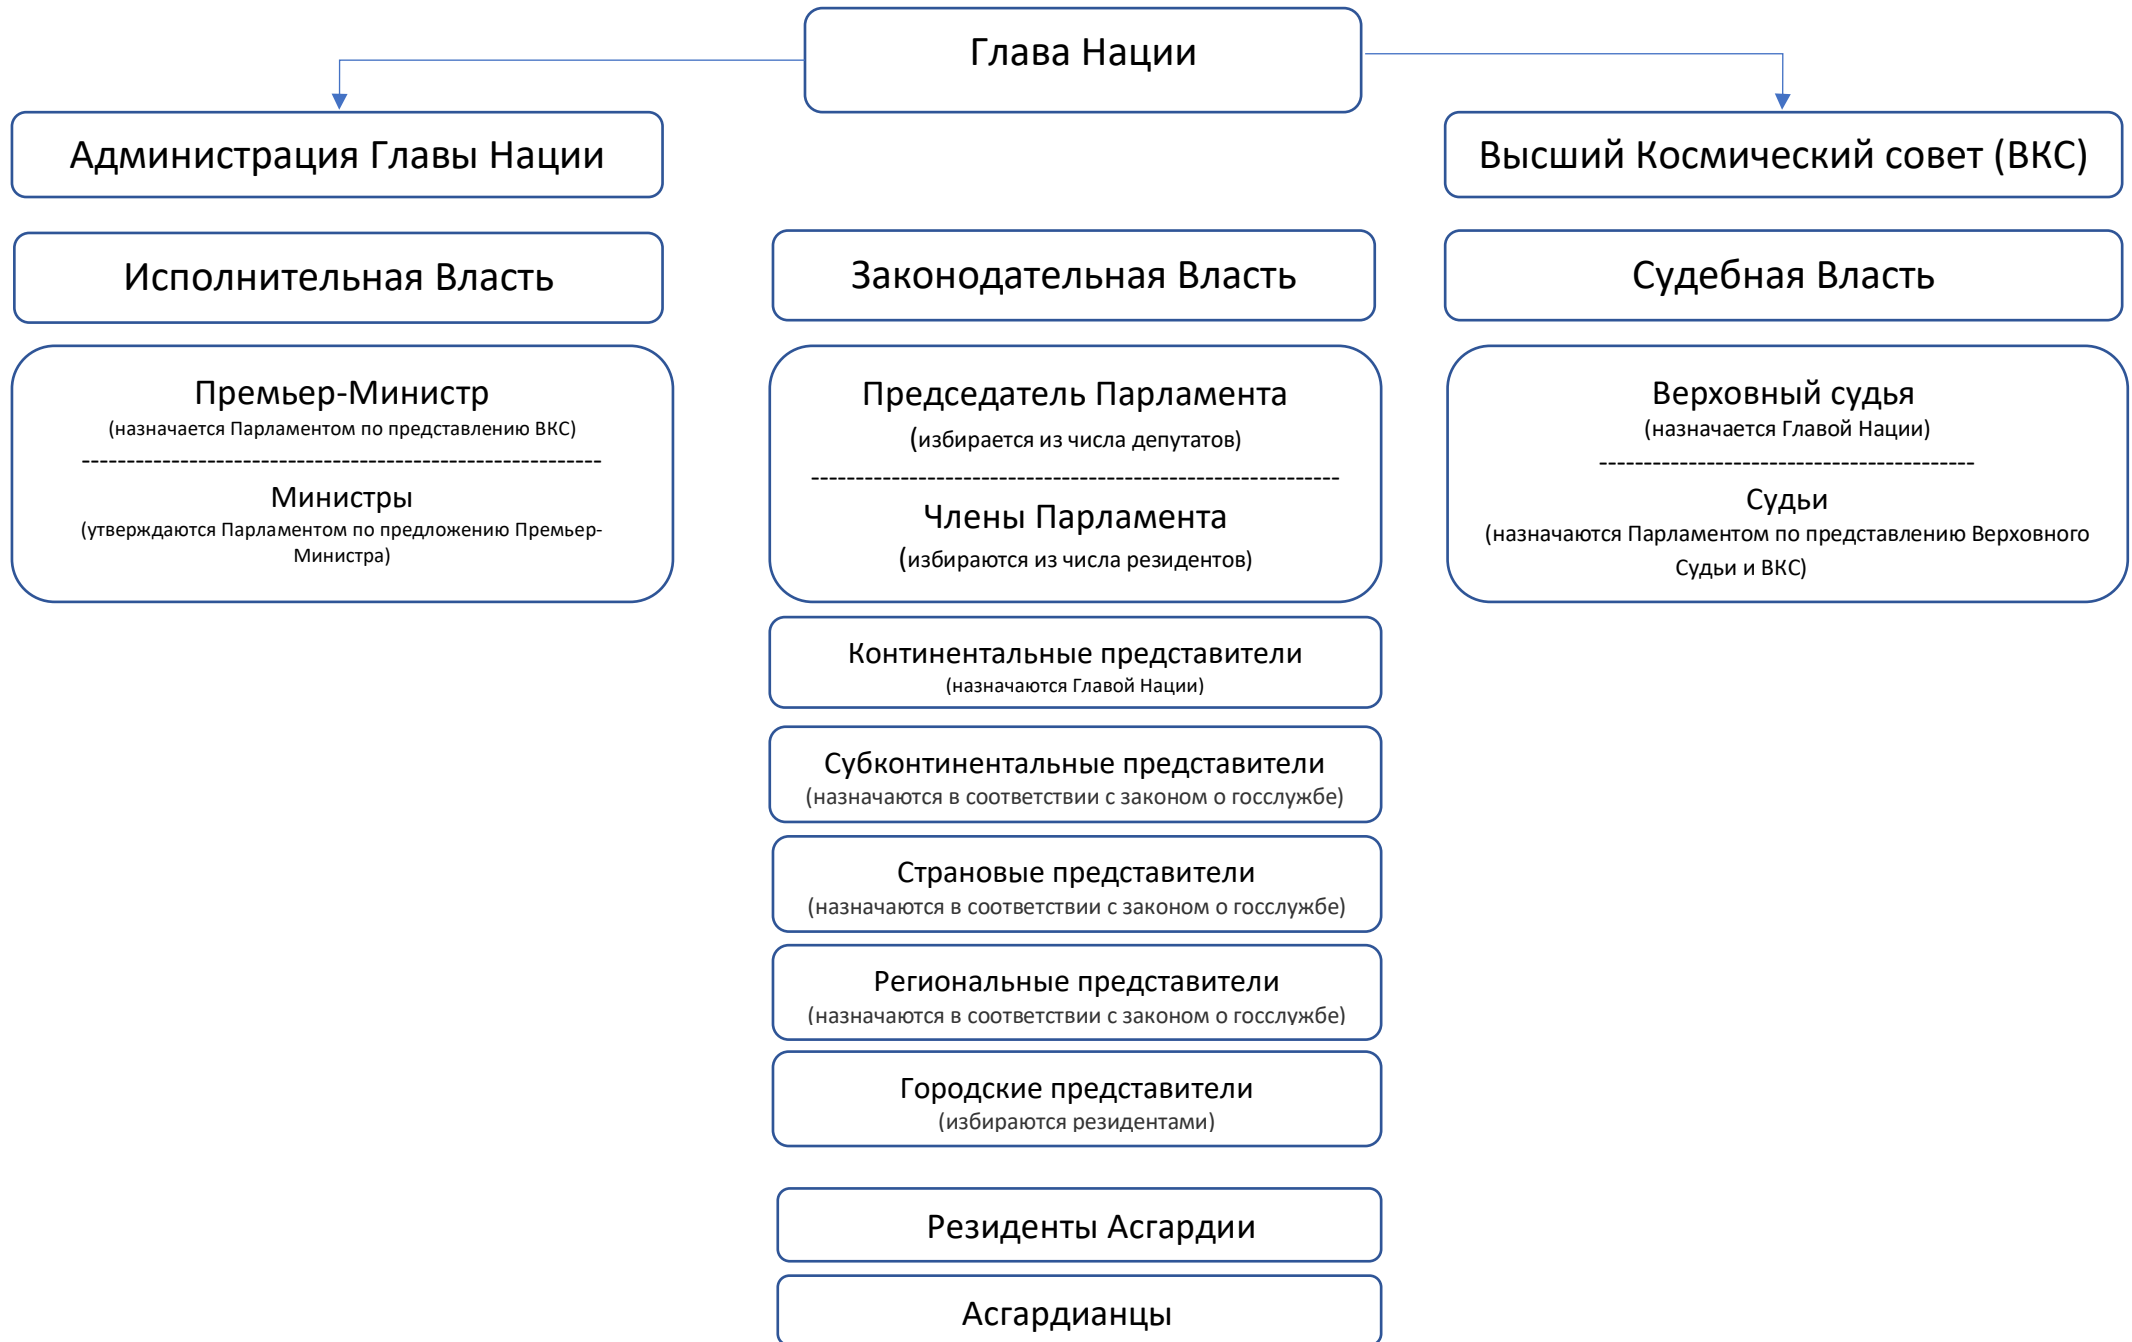 Глава Нации
Администрация Главы Нации
Высший Космический совет (ВКС)
Исполнительная Власть
Законодательная Власть
Судебная Власть
Премьер-Министр
(назначается Парламентом по представлению ВКС)
----------------------------------------------------------
Министры
(утверждаются Парламентом по предложению Премьер-
Министра)
Председатель Парламента
(избирается из числа депутатов)
-----------------------------------------------------------
Члены Парламента
(избираются из числа резидентов)
Верховный судья
(назначается Главой Нации)
------------------------------------------
Судьи
(назначаются Парламентом по представлению Верховного
Судьи и ВКС)
Континентальные представители
(назначаются Главой Нации)
Субконтинентальные представители
(назначаются в соответствии с законом о госслужбе)
Страновые представители
(назначаются в соответствии с законом о госслужбе)
Региональные представители
(назначаются в соответствии с законом о госслужбе)
Городские представители
(избираются резидентами)
Резиденты Асгардии
Асгардианцы